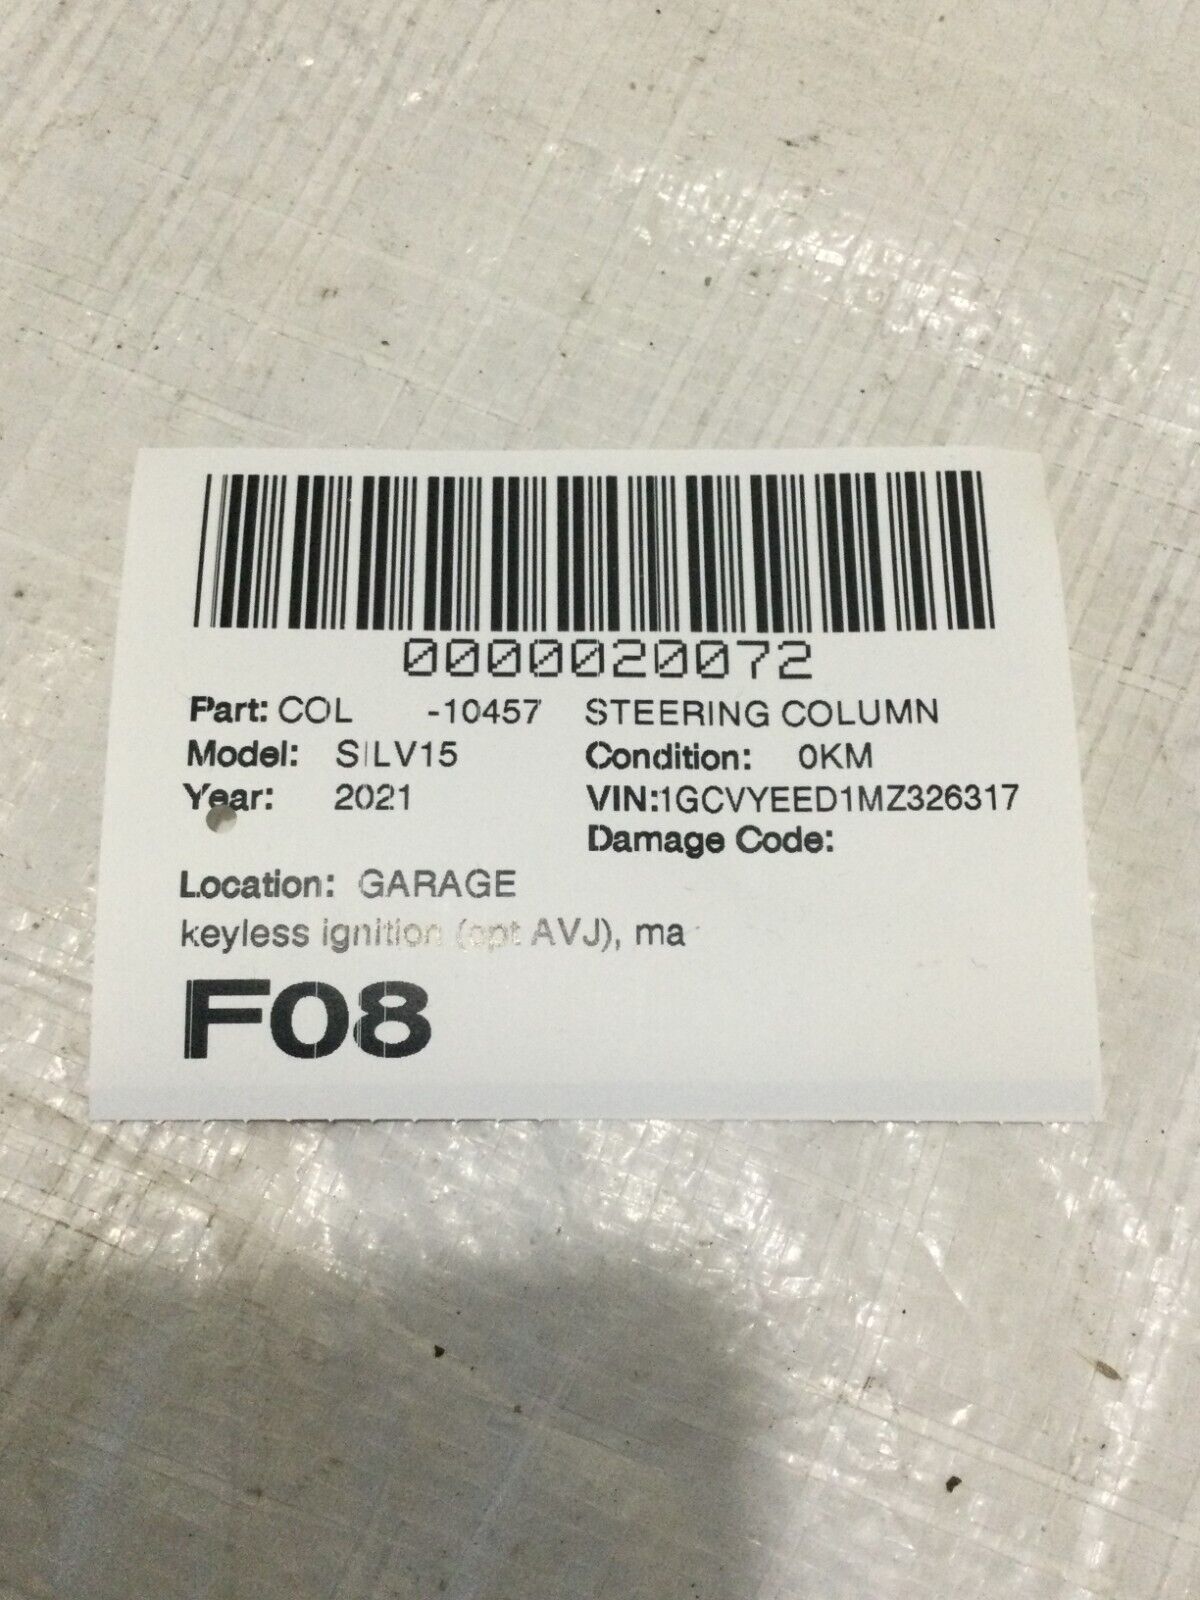 0000020072
Part: COL -10457 STEERING COLUMN
Model: SILV15 Condition: 0KM
Year: 2021 VIN:1GCVYEED1MZ326317
Damage Code:
Location: GARAGE
keyless ignition (opt AVJ), ma
F08